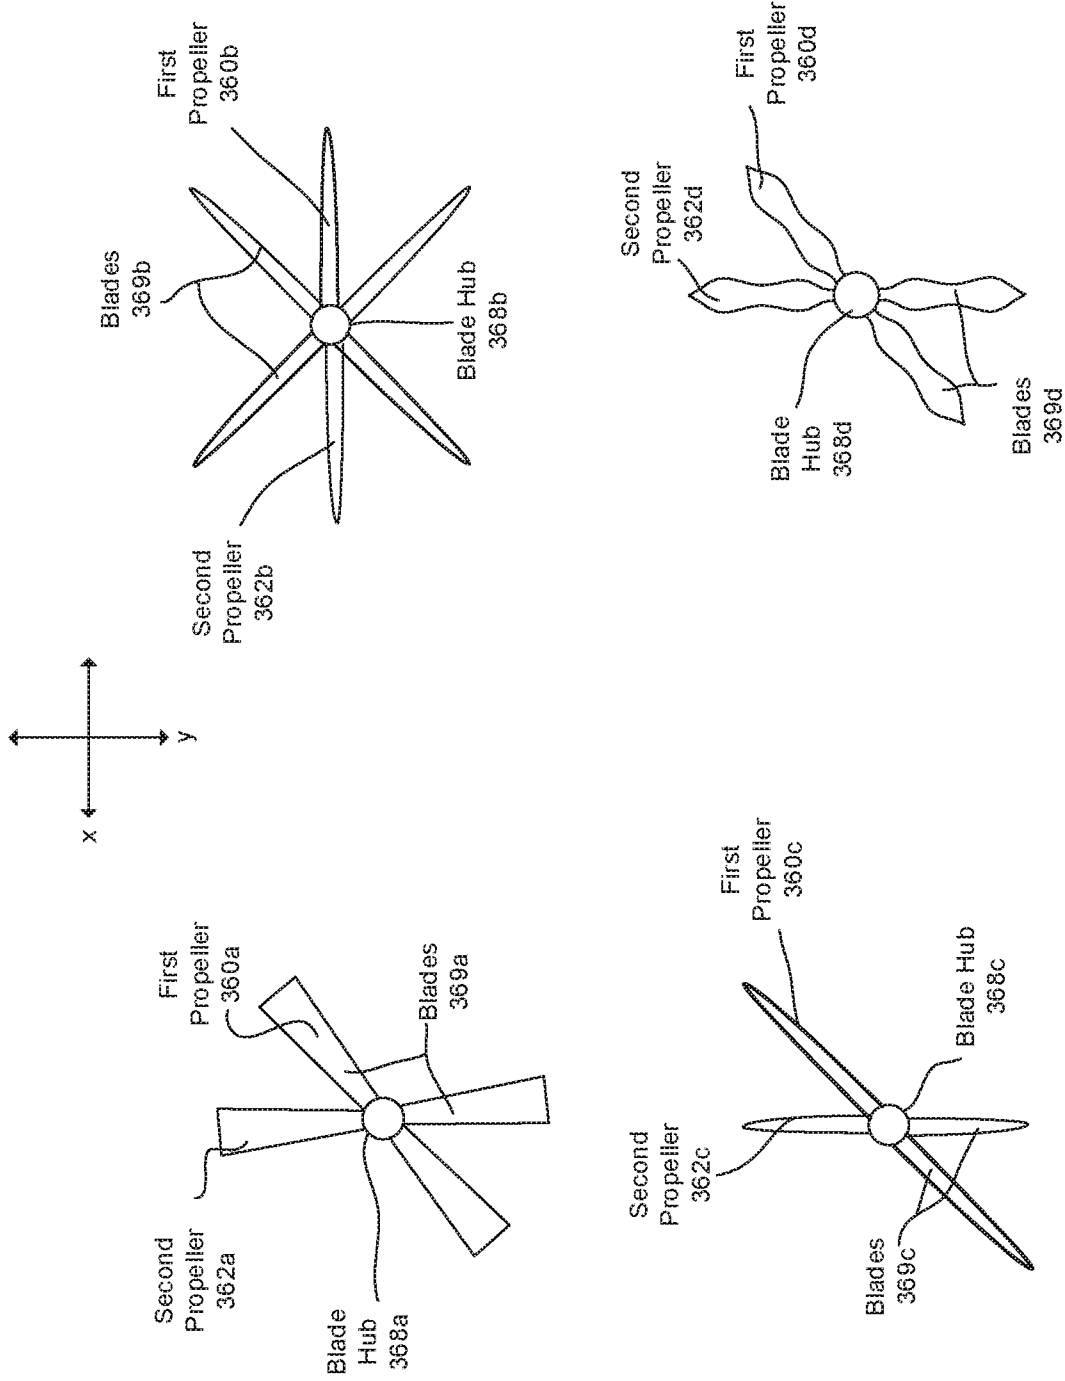 x
y
Second
Propeller
362a
First
Propeller
360a
Blades
369a
Blade
Hub
368a
Second
Propeller
362b
Blades
369b
First
Propeller
360b
Blade Hub
368b
Second
Propeller
362c
First
Propeller
360c
Blades
369c
Blade Hub
368c
Second
Propeller
362d
First
Propeller
360d
Blade
Hub
368d
Blades
369d